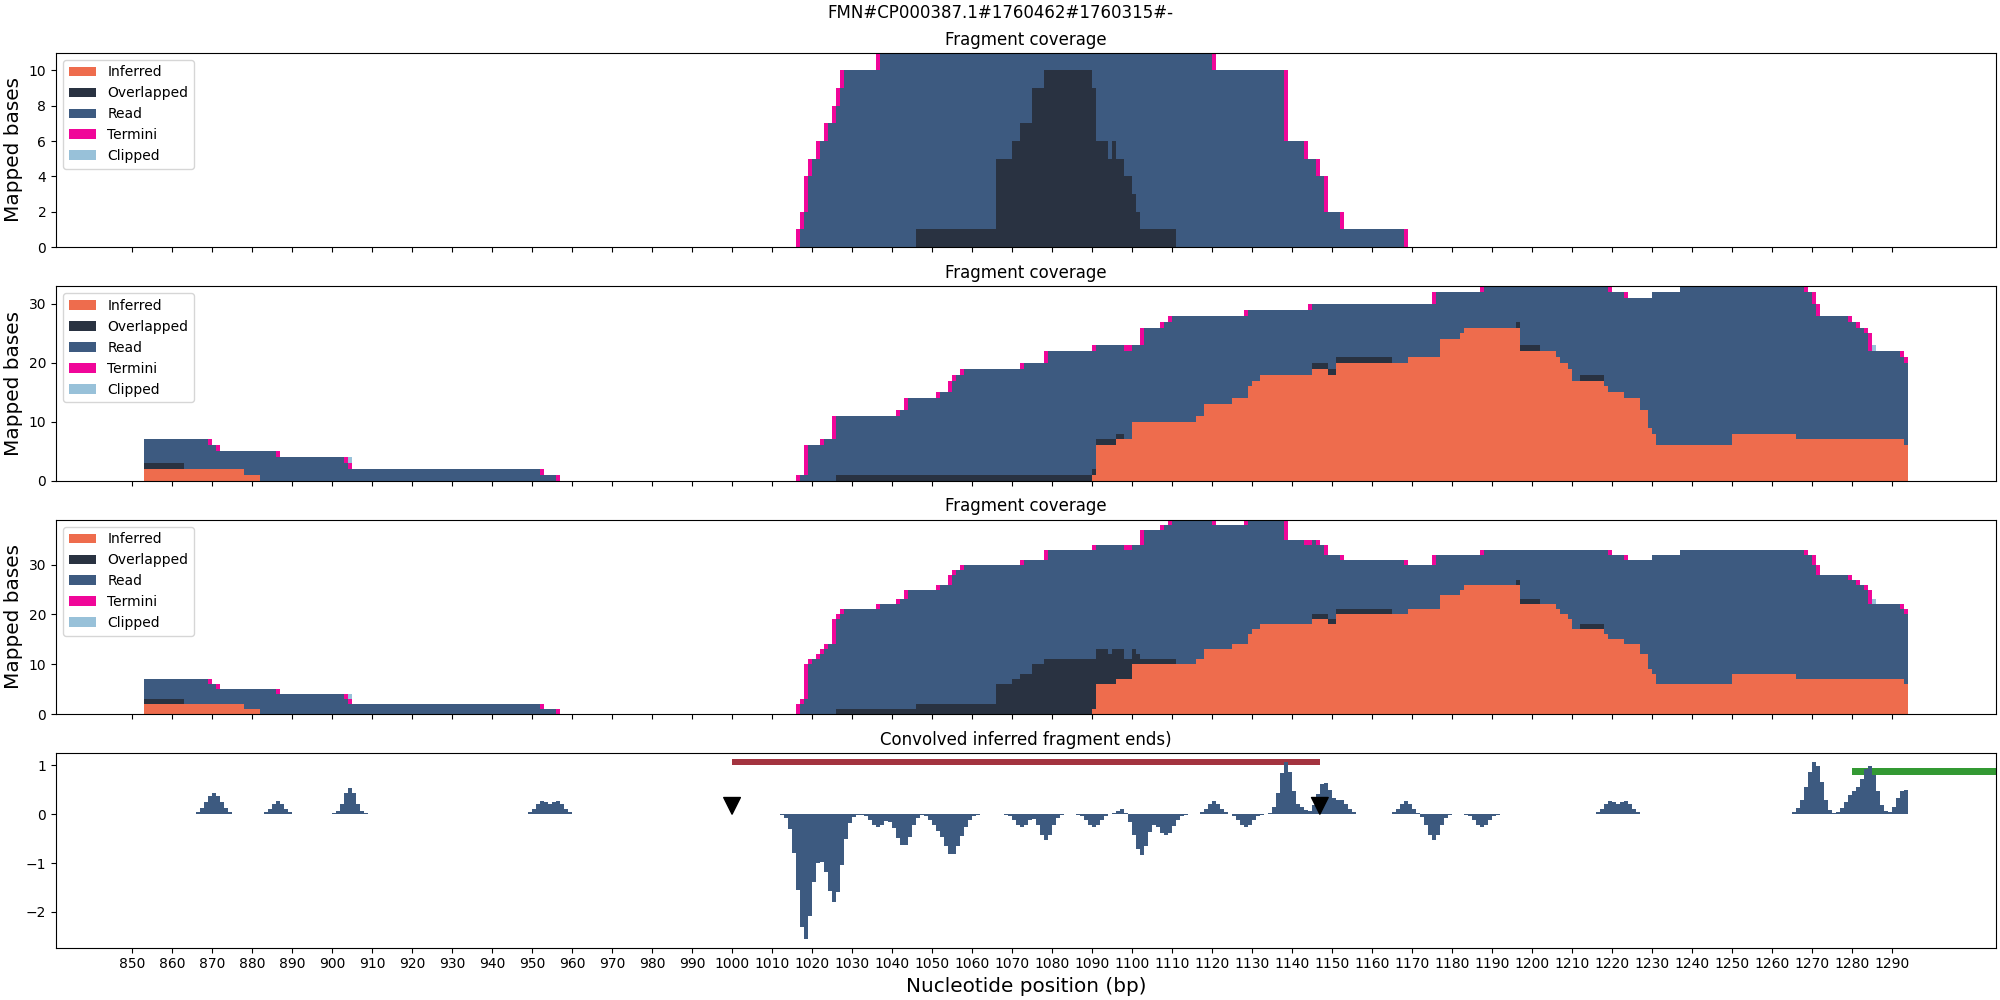 FMN#CP000387.1#1760462#1760315#-
Fragment coverage
Mapped bases
10
8
6
4
2
0
Inferred
Overlapped
Read
Termini
Clipped
Fragment coverage
Mapped bases
30
20
10
0
Inferred
Overlapped
Read
Termini
Clipped
Fragment coverage
Mapped bases
30
20
10
0
Inferred
Overlapped
Read
Termini
Clipped
Convolved inferred fragment ends)
1
0
−1
−2
850 860 870 880 890 900 910 920 930 940 950 960 970 980 990 1000 1010 1020 1030 1040 1050 1060 1070 1080 1090 1100 1110 1120 1130 1140 1150 1160 1170 1180 1190 1200 1210 1220 1230 1240 1250 1260 1270 1280 1290
Nucleotide position (bp)